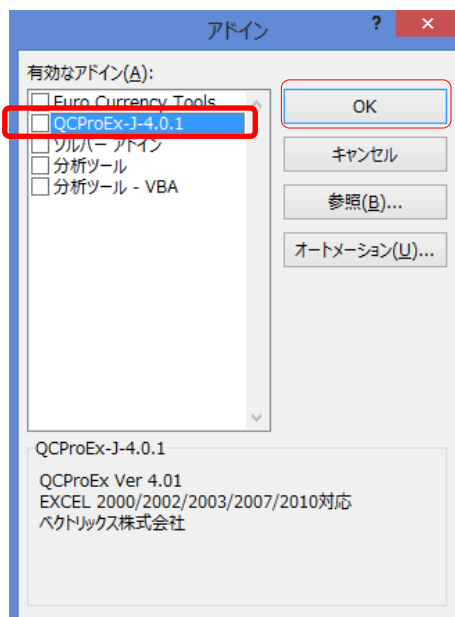 アドイン
?
×
有効なアドイン(A):
Euro Currency Tools
QCProEx-J-4.0.1
ソルバー アドイン
分析ツール
分析ツール - VBA
OK
キャンセル
参照(B)...
オートメーション(U)...
QCProEx-J-4.0.1
QCProEx Ver 4.01
EXCEL 2000/2002/2003/2007/2010対応
ベクトリックス株式会社